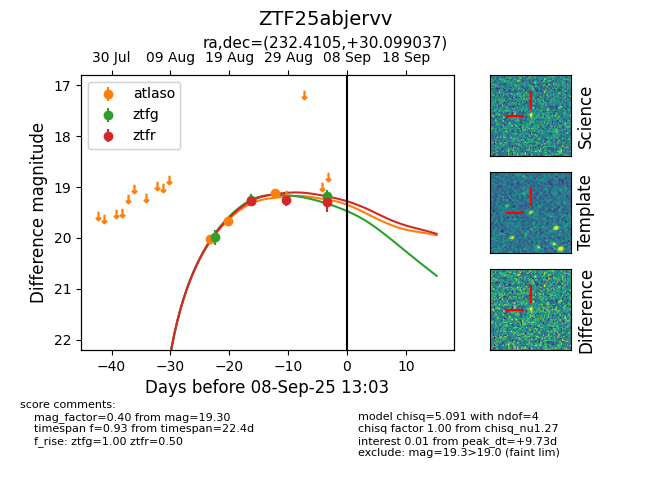 ZTF25abjervv
ra,dec=(232.4105,+30.099037)
30 Jul 09 Aug 19 Aug 29 Aug 08 Sep 18 Sep
17
18
19
20
21
22
Difference magnitude
atlaso
ztfg
ztfr
−40 −30 −20 −10 0 10
Days before 08-Sep-25 13:03
Science
Template
Difference
score comments:
mag_factor=0.40 from mag=19.30
timespan f=0.93 from timespan=22.4d
f_rise: ztfg=1.00 ztfr=0.50
model chisq=5.091 with ndof=4
chisq factor 1.00 from chisq_nu1.27
interest 0.01 from peak_dt=+9.73d
exclude: mag=19.3>19.0 (faint lim)